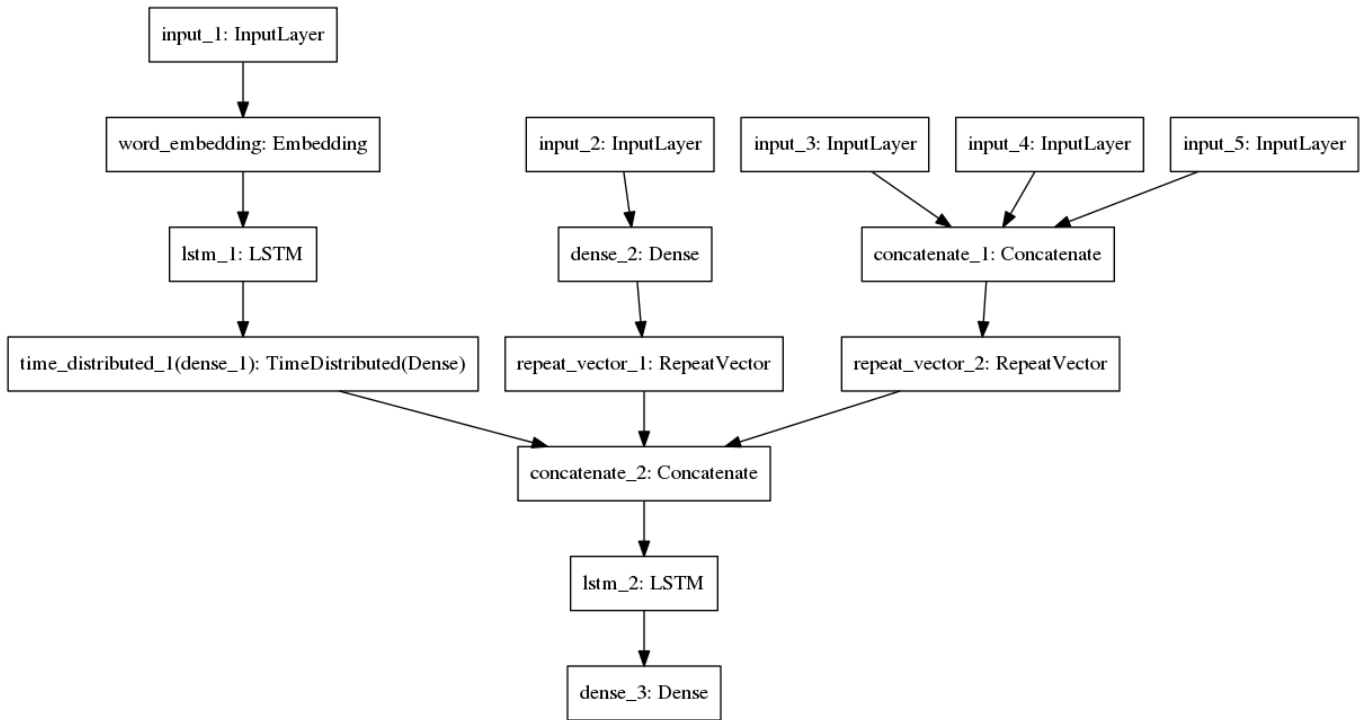 input_1: InputLayer
word_embedding: Embedding
input_2: InputLayer
input_3: InputLayer
input_4: InputLayer
input_5: InputLayer
lstm_1: LSTM
dense_2: Dense
concatenate_1: Concatenate
time_distributed_1(dense_1): TimeDistributed(Dense)
repeat_vector_1: RepeatVector
repeat_vector_2: RepeatVector
concatenate_2: Concatenate
lstm_2: LSTM
dense_3: Dense